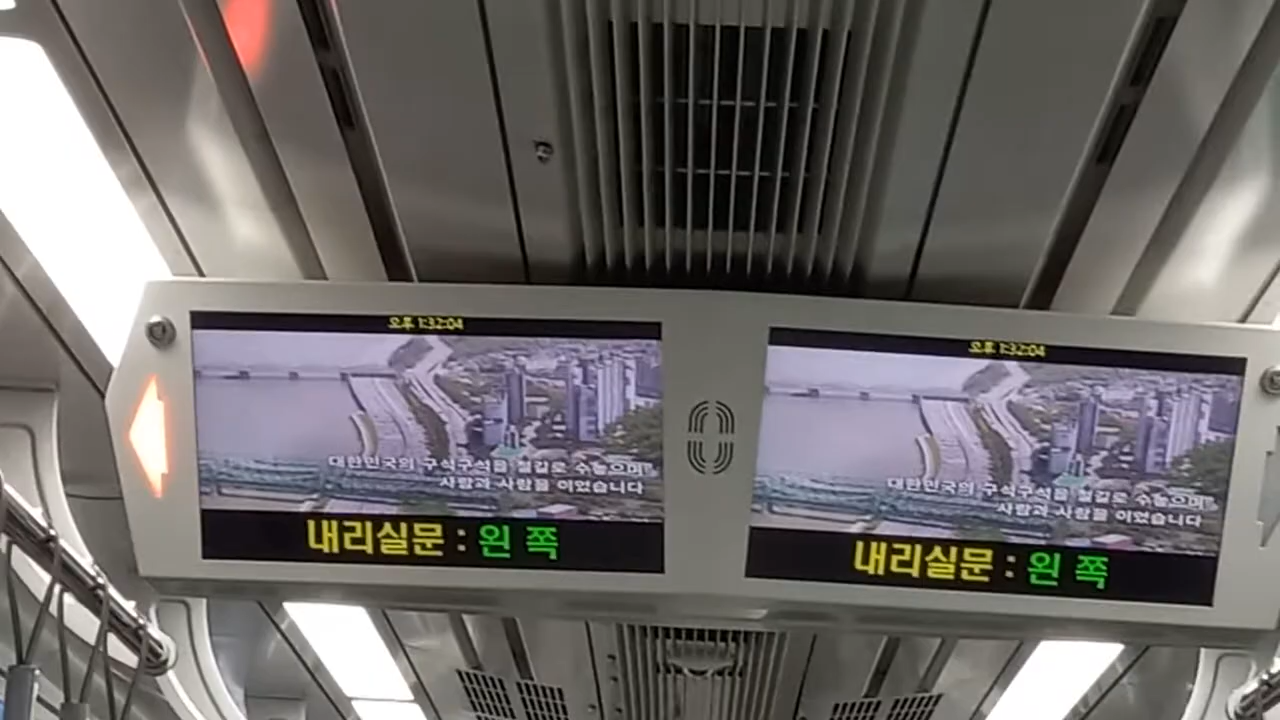 오후 1:32:04
대한민국의 구석구석을 철길로 수놓으며
사람과 사람을 이었습니다
내리실문 : 왼 쪽
오후 1:32:04
대한민국의 구석구석을 철길로 수놓으며
사람과 사람을 이었습니다
내리실문 : 왼 쪽